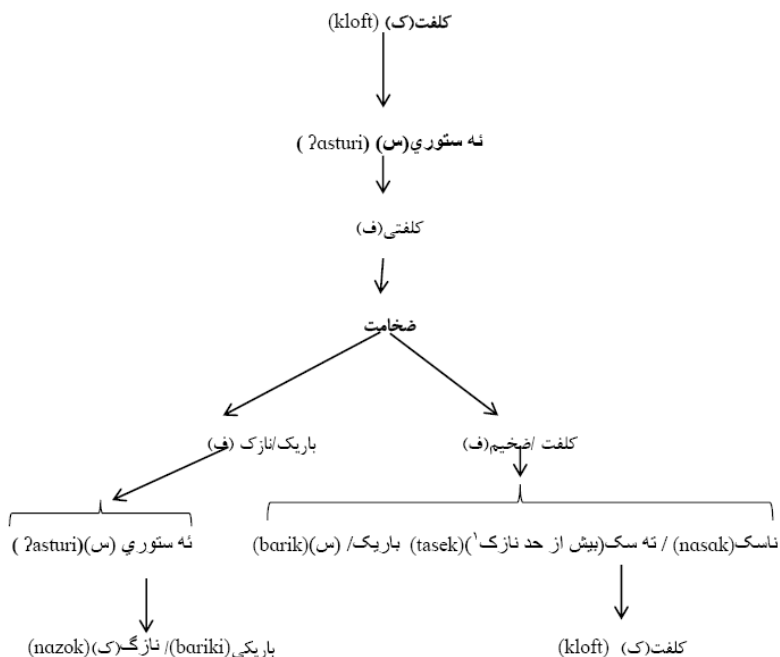 کلفت(ک) (kloft)
ئه ستوري(س) (ʔasturi )
کلفتی(ف)
ضخامت
کلفت /ضخیم(ف)
باریک/نازک (ف)
ناسک(nasak) / ته سک(بیش از حد نازک۱)(tasek) باریک/ (س)(barik)
ئه ستوري (س)(ʔasturi )
کلفت(ک) (kloft)
باریکی(bariki)/ نازگ(ک)(nazok)